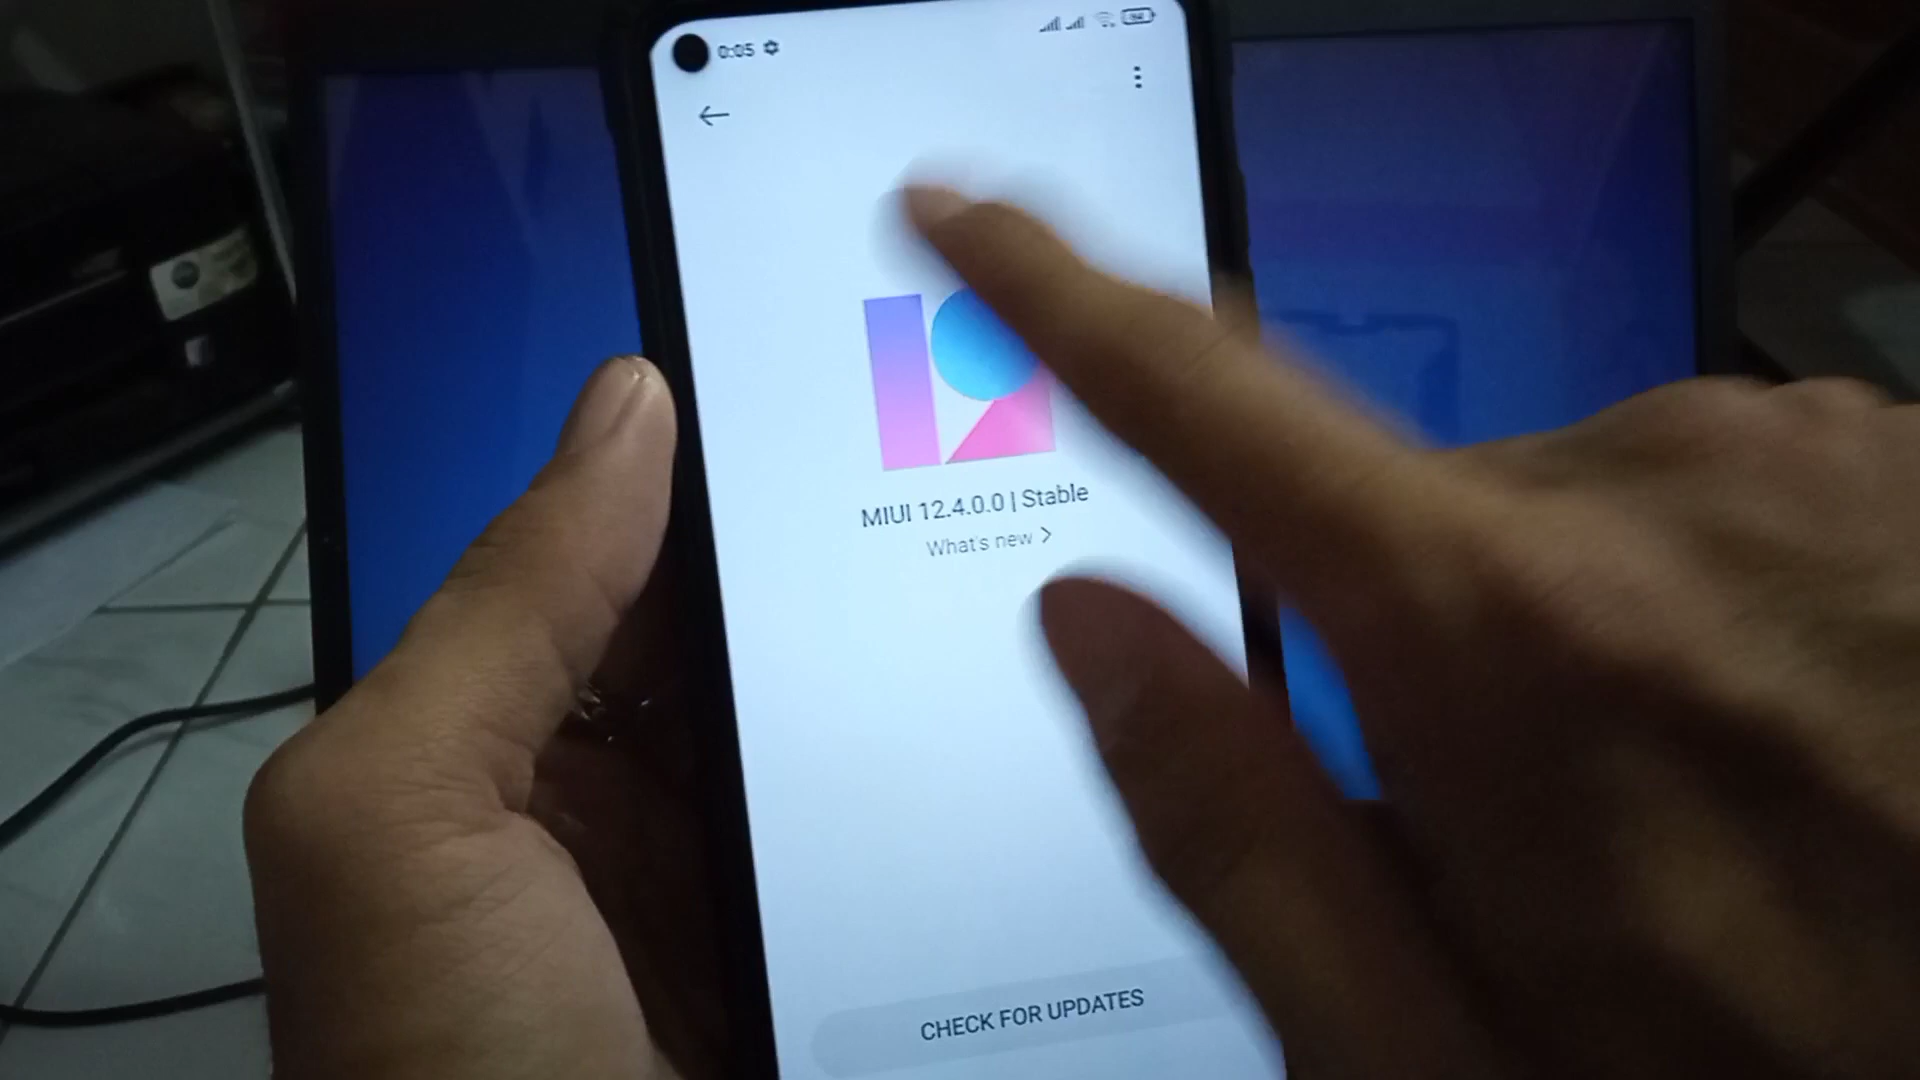 0:05
MIUI 12.4.0.0 | Stable
What's new >
CHECK FOR UPDATES